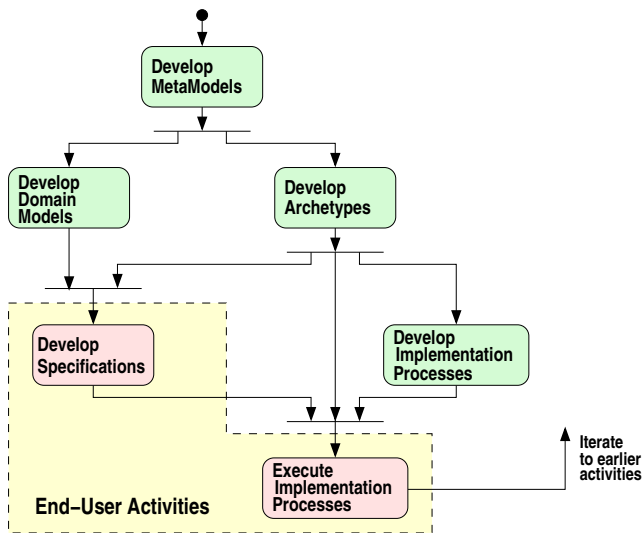 Develop
MetaModels
Develop
Domain
Models
Develop
Archetypes
Develop
Specifications
Develop
Implementation
Processes
Execute
Implementation
Processes
Iterate
to earlier
activities
End–User Activities